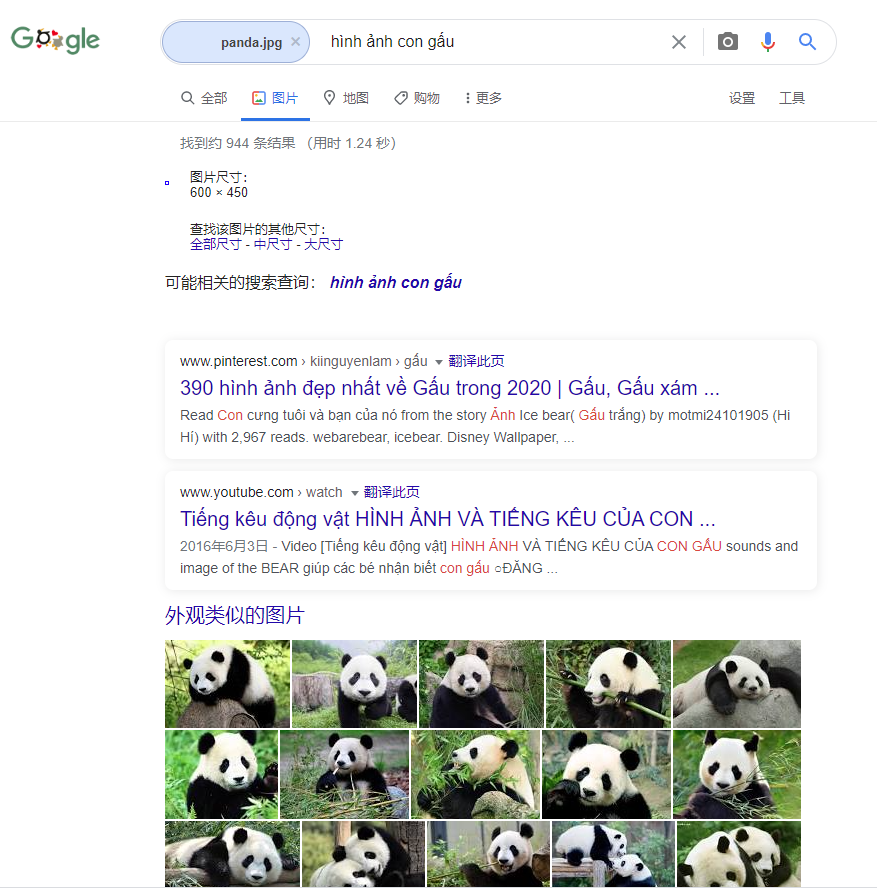 Google
panda.jpg × hình ảnh con gấu
全部 图片 地图 购物 更多 设置 工具
找到约 944 条结果 （用时 1.24 秒）
图片尺寸：
600 × 450
查找该图片的其他尺寸：
全部尺寸 - 中尺寸 - 大尺寸
可能相关的搜索查询： hình ảnh con gấu
www.pinterest.com › kiinguyenlam › gấu 翻译此页
390 hình ảnh đẹp nhất về Gấu trong 2020 | Gấu, Gấu xám ...
Read Con cưng tuôi và bạn của nó from the story Ảnh Ice bear( Gấu trắng) by motmi24101905 (Hi
Hí) with 2,967 reads. webarebear, icebear. Disney Wallpaper, ...
www.youtube.com › watch 翻译此页
Tiếng kêu động vật HÌNH ẢNH VÀ TIẾNG KÊU CỦA CON ...
2016年6月3日 - Video [Tiếng kêu động vật] HÌNH ẢNH VÀ TIẾNG KÊU CỦA CON GẤU sounds and
image of the BEAR giúp các bé nhận biết con gấu ○ĐĂNG ...
外观类似的图片